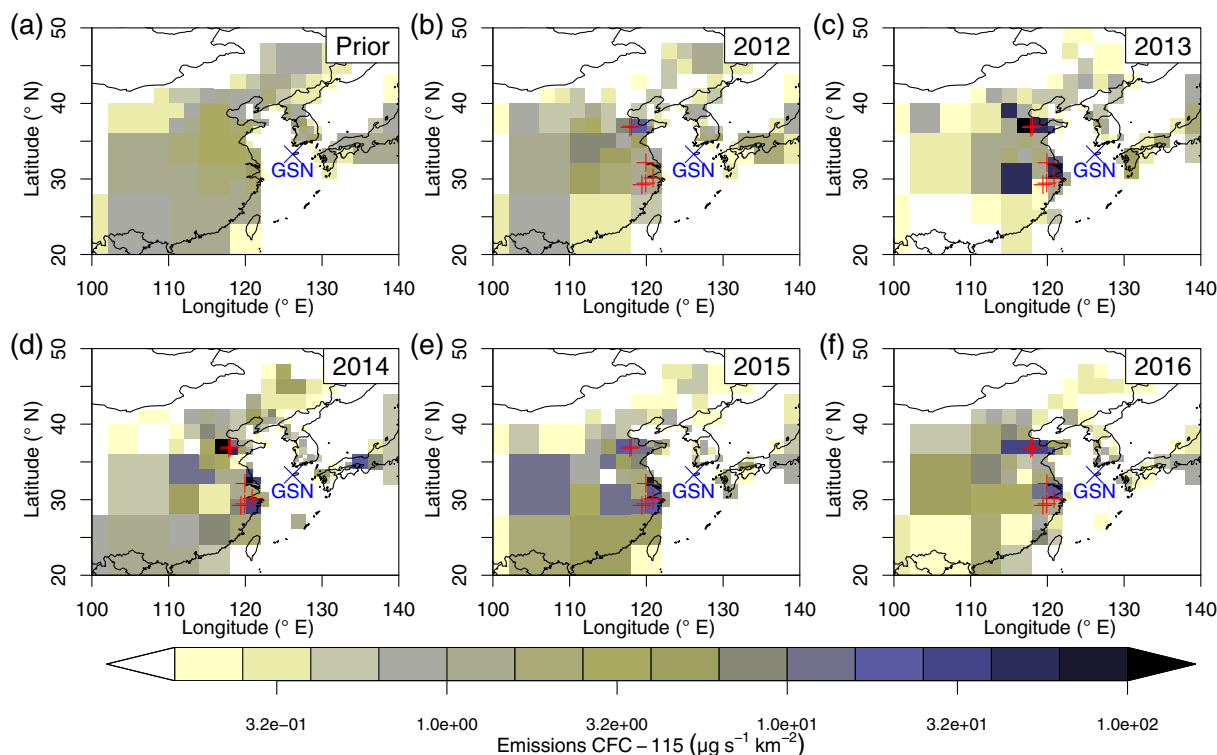 (a) Prior (b) 2012 (c) 2013
50 50 50
40 40 40
30 30 30
20 20 20
Latitude (° N) Latitude (° N) Latitude (° N)
GSN GSN GSN
100 110 120 130 140 100 110 120 130 140 100 110 120 130 140
Longitude (° E) Longitude (° E) Longitude (° E)
(d) 2014 (e) 2015 (f) 2016
50 50 50
40 40 40
30 30 30
20 20 20
Latitude (° N) Latitude (° N) Latitude (° N)
GSN GSN GSN
100 110 120 130 140 100 110 120 130 140 100 110 120 130 140
Longitude (° E) Longitude (° E) Longitude (° E)
3.2e−01 1.0e+00 3.2e+00 1.0e+01 3.2e+01 1.0e+02
Emissions CFC − 115 (μg s⁻¹ km⁻²)